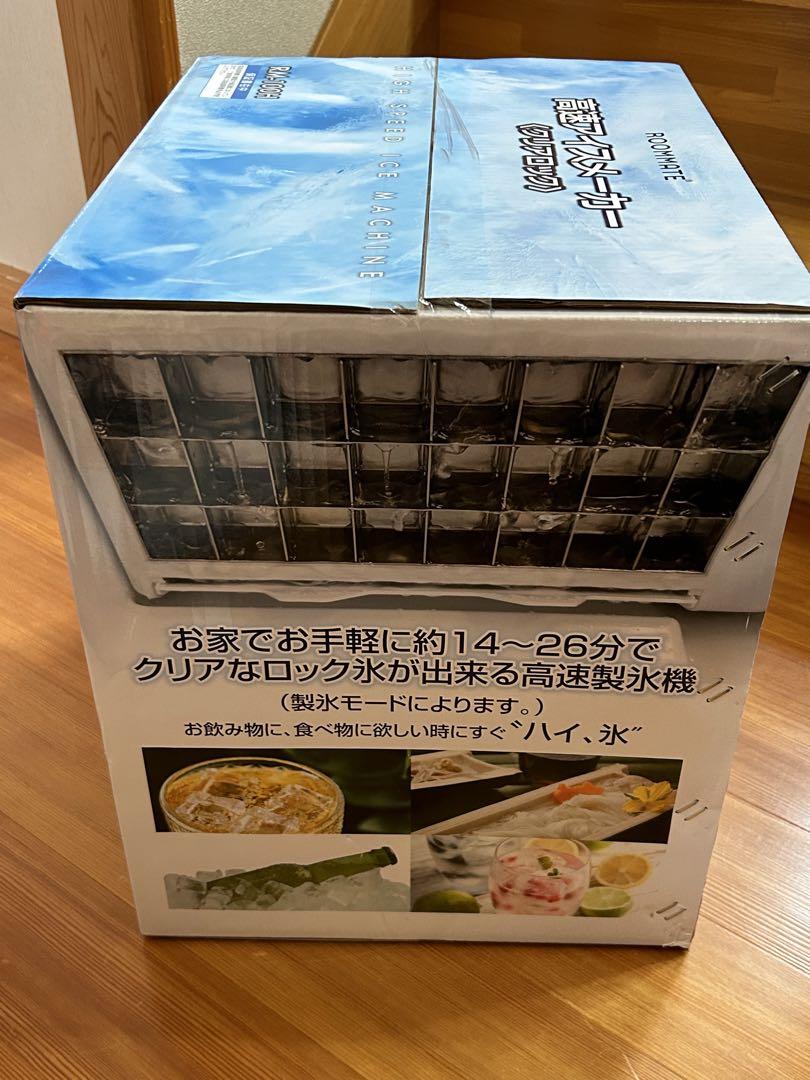 ROOMMATE
高速アイスメーカー
(クリアロック)
HIGH SPEED ICE MACHINE
お家でお手軽に約14〜26分で
クリアなロック氷が出来る高速製氷機
(製氷モードによります。)
お飲み物に、食べ物に欲しい時にすぐ〝ハイ、氷〟